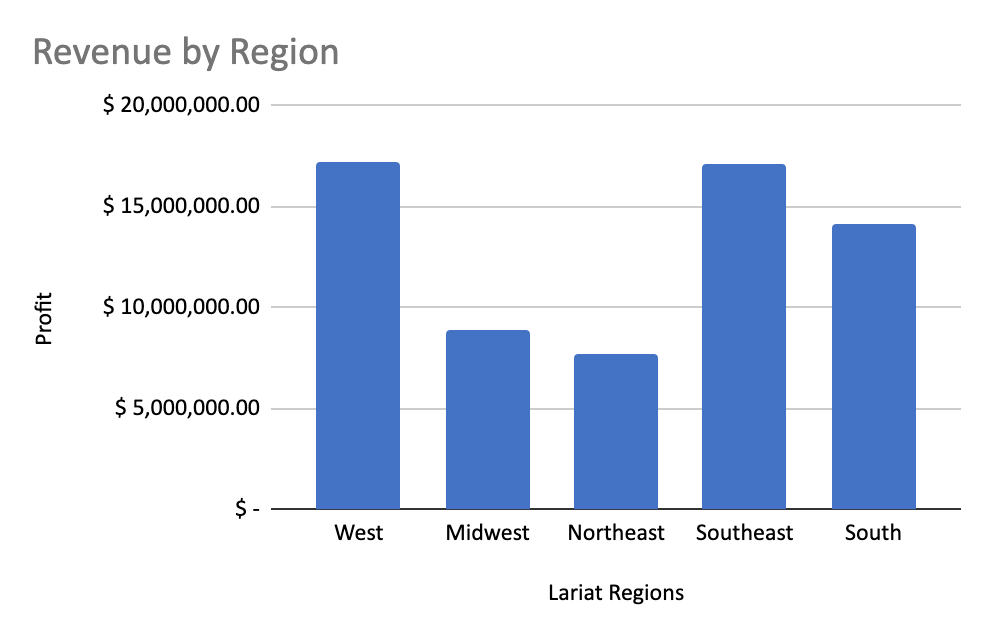 Revenue by Region
$ 20,000,000.00
$ 15,000,000.00
$ 10,000,000.00
$ 5,000,000.00
$ -
Profit
West Midwest Northeast Southeast South
Lariat Regions